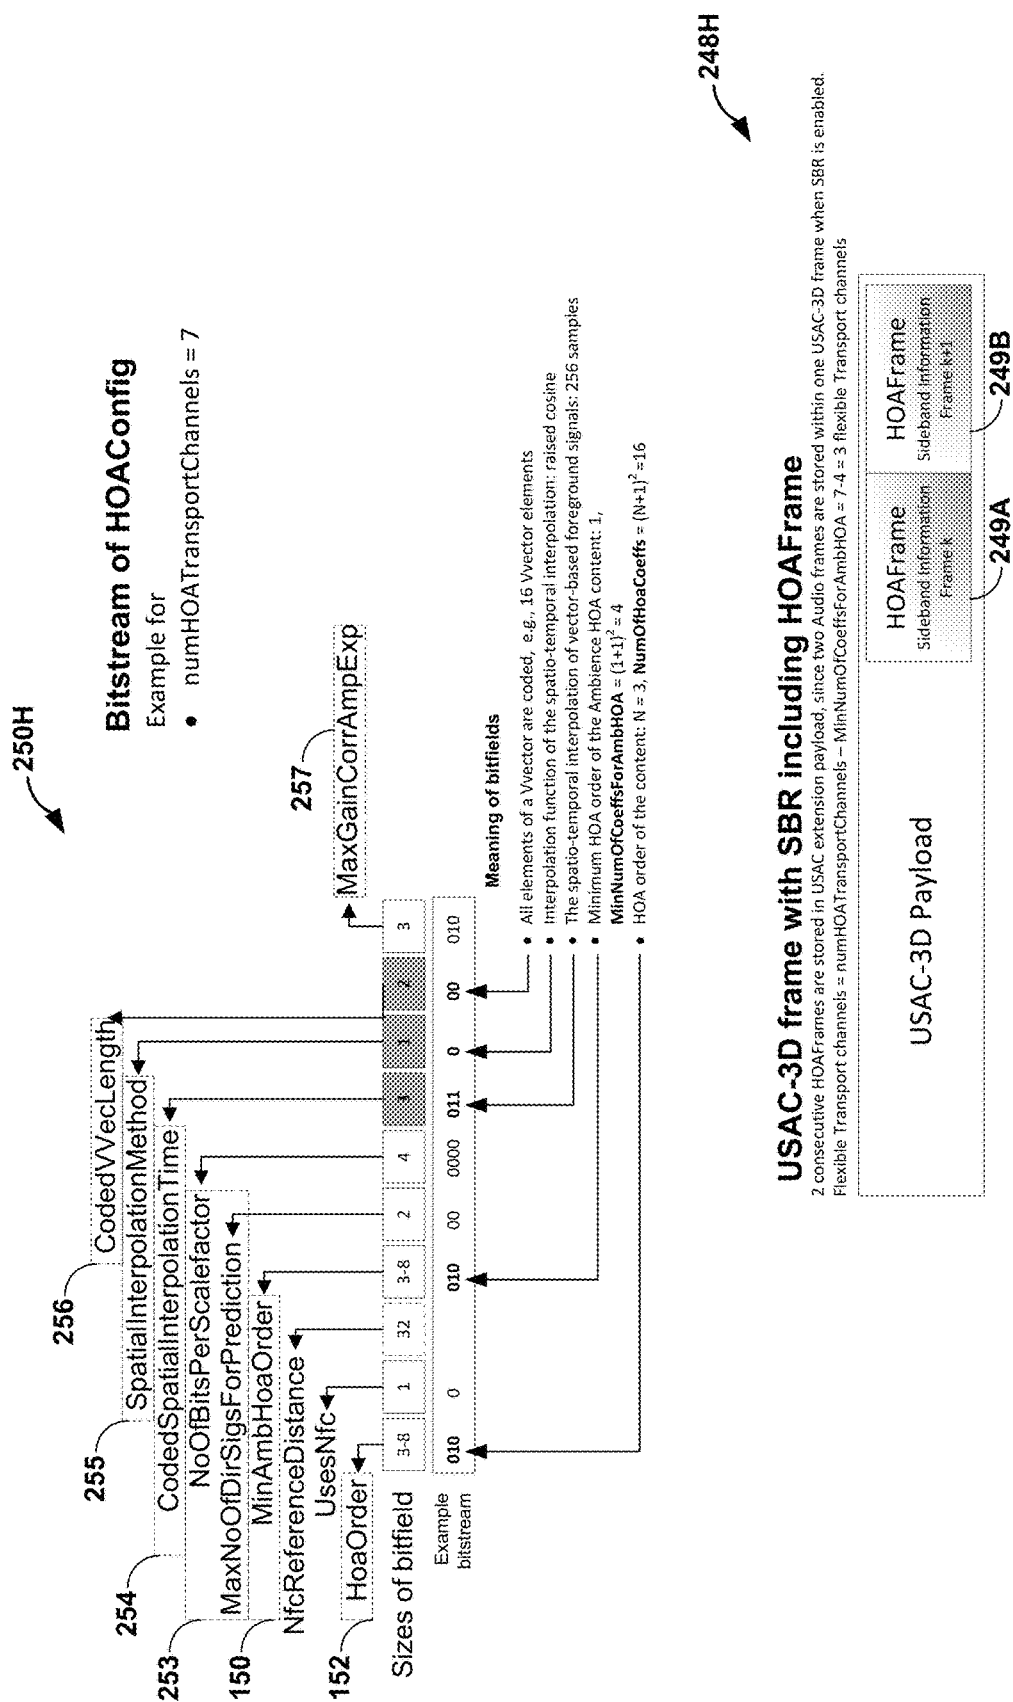 250H
Bitstream of HOAConfig
Example for
• numHOATransportChannels = 7
256
CodedVVecLength
255
SpatialInterpolationMethod
254
CodedSpatialInterpolationTime
253
NoOfBitsPerScalefactor
MaxNoOfDirSigsForPrediction
150
MinAmbHoaOrder
NfcReferenceDistance
UsesNfc
152
HoaOrder
257
MaxGainCorrAmpExp
Sizes of bitfield
3-8 1 32 3-8 2 4 3 1 2 3
Example
bitstream
010 0 010 00 0000 011 0 00 010
Meaning of bitfields
• All elements of a Vvector are coded, e.g., 16 Vvector elements
• Interpolation function of the spatio-temporal interpolation: raised cosine
• The spatio-temporal interpolation of vector-based foreground signals: 256 samples
• Minimum HOA order of the Ambience HOA content: 1,
MinNumOfCoeffsForAmbHOA = (1+1)² = 4
• HOA order of the content: N = 3, NumOfHoaCoeffs = (N+1)² =16
248H
USAC-3D frame with SBR including HOAFrame
2 consecutive HOAFrames are stored in USAC extension payload, since two Audio frames are stored within one USAC-3D frame when SBR is enabled.
Flexible Transport channels = numHOATransportChannels – MinNumOfCoeffsForAmbHOA = 7-4 = 3 flexible Transport channels
USAC-3D Payload
HOAFrame
Sideband Information
Frame k
HOAFrame
Sideband Information
Frame k+1
249A
249B